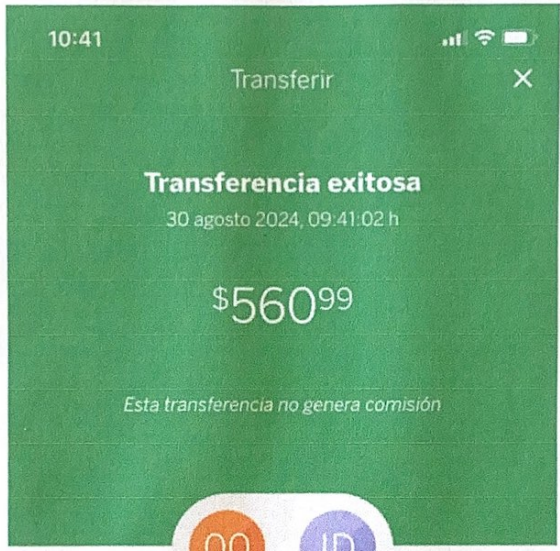 10:41
Transferir
Transferencia exitosa
30 agosto 2024, 09:41:02 h
$560⁹⁹
Esta transferencia no genera comisión